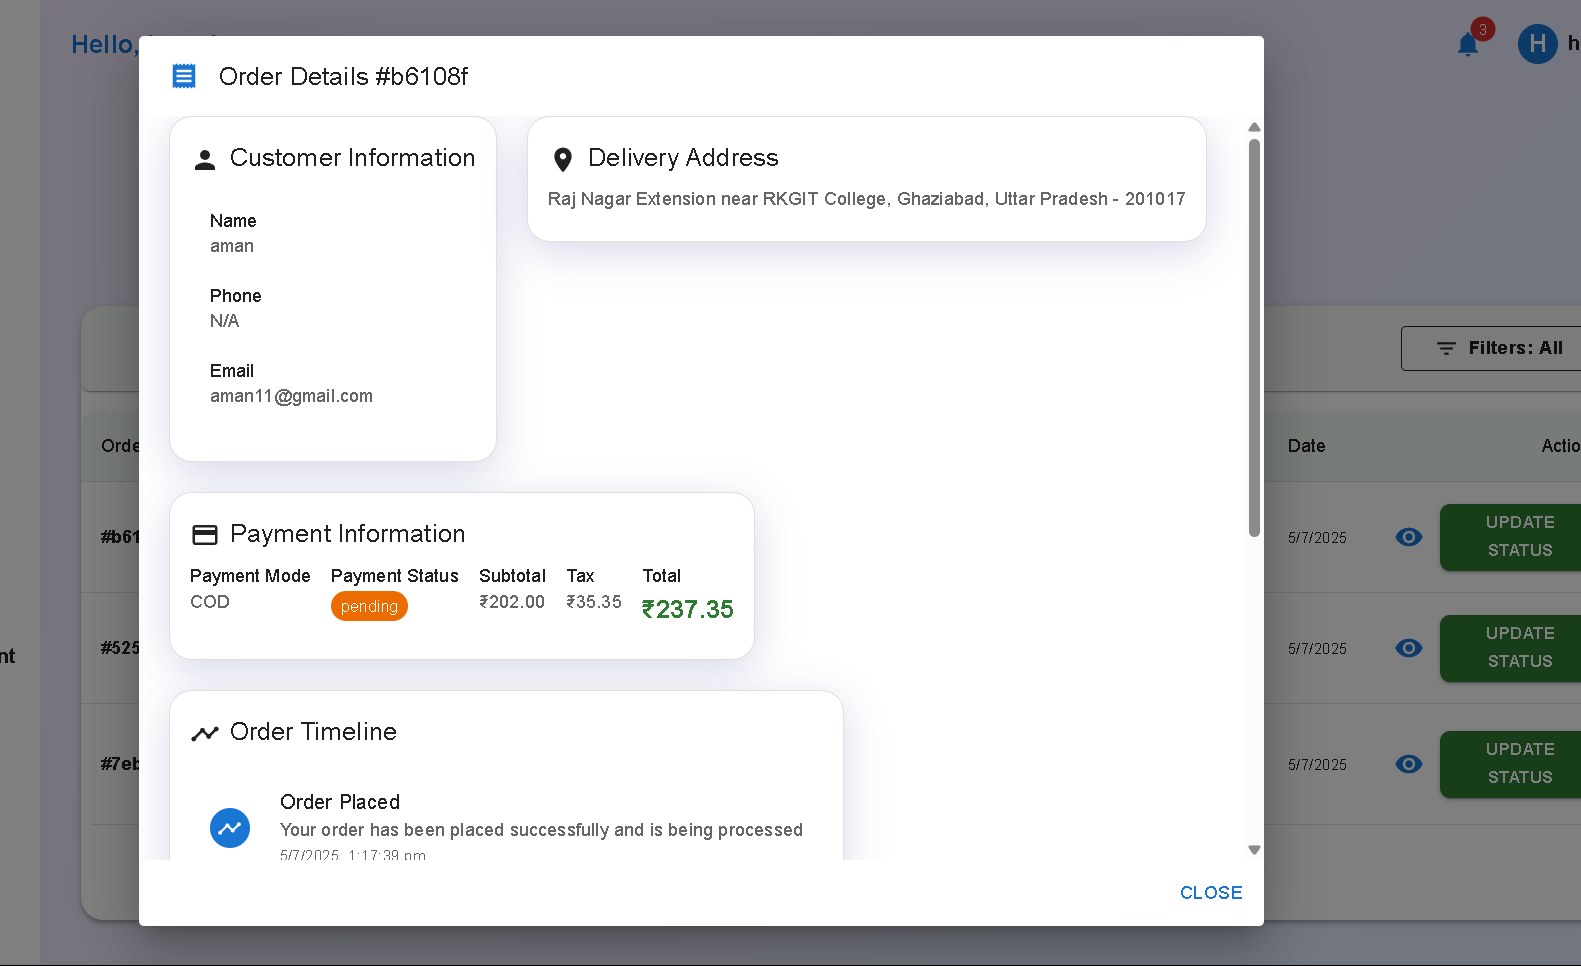 Hello,
3
H
h
Order Details #b6108f
Customer Information
Name
aman
Phone
N/A
Email
aman11@gmail.com
Delivery Address
Raj Nagar Extension near RKGIT College, Ghaziabad, Uttar Pradesh - 201017
Payment Information
Payment Mode
COD
Payment Status
pending
Subtotal
₹202.00
Tax
₹35.35
Total
₹237.35
Order Timeline
Order Placed
Your order has been placed successfully and is being processed
5/7/2025, 1:17:39 pm
CLOSE
Filters: All
Orde
Date
Actio
#b61
5/7/2025
UPDATE
STATUS
#525
5/7/2025
UPDATE
STATUS
#7eb
5/7/2025
UPDATE
STATUS
nt